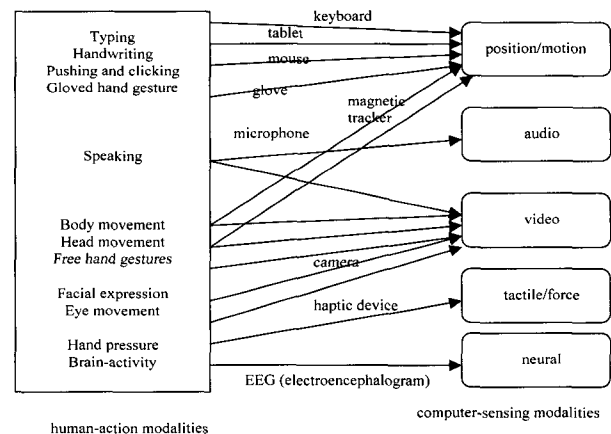 Typing
Handwriting
Pushing and clicking
Gloved hand gesture
Speaking
Body movement
Head movement
Free hand gestures
Facial expression
Eye movement
Hand pressure
Brain-activity
human-action modalities
keyboard
tablet
mouse
glove
magnetic
tracker
microphone
camera
haptic device
EEG (electroencephalogram)
position/motion
audio
video
tactile/force
neural
computer-sensing modalities